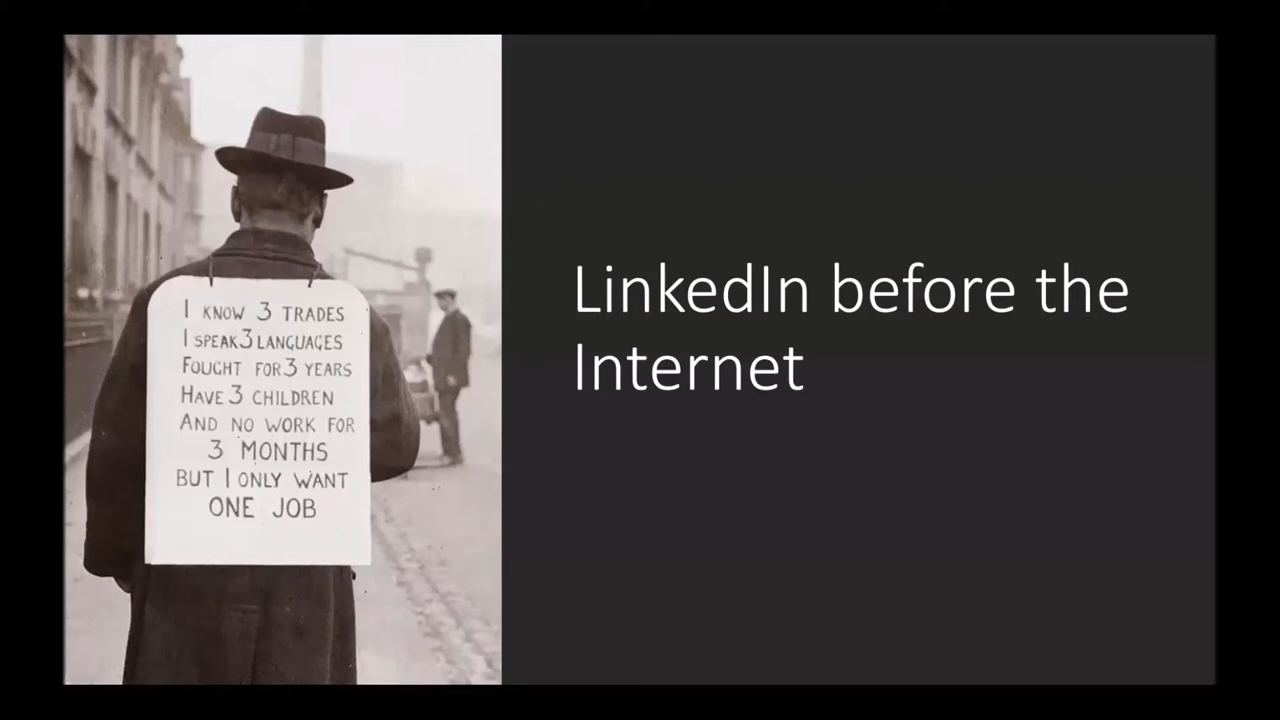 I KNOW 3 TRADES
I SPEAK 3 LANGUAGES
FOUGHT FOR 3 YEARS
HAVE 3 CHILDREN
AND NO WORK FOR
3 MONTHS
BUT I ONLY WANT
ONE JOB
LinkedIn before the
Internet